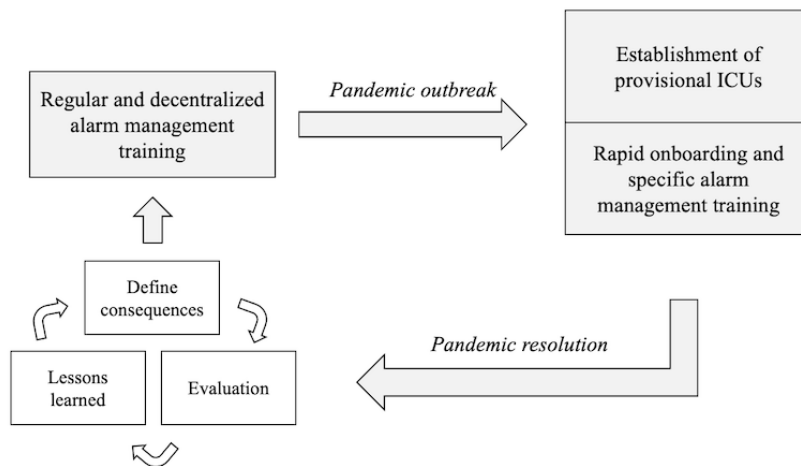 Regular and decentralized
alarm management
training
Pandemic outbreak
Establishment of
provisional ICUs
Rapid onboarding and
specific alarm
management training
Define
consequences
Lessons
learned
Evaluation
Pandemic resolution